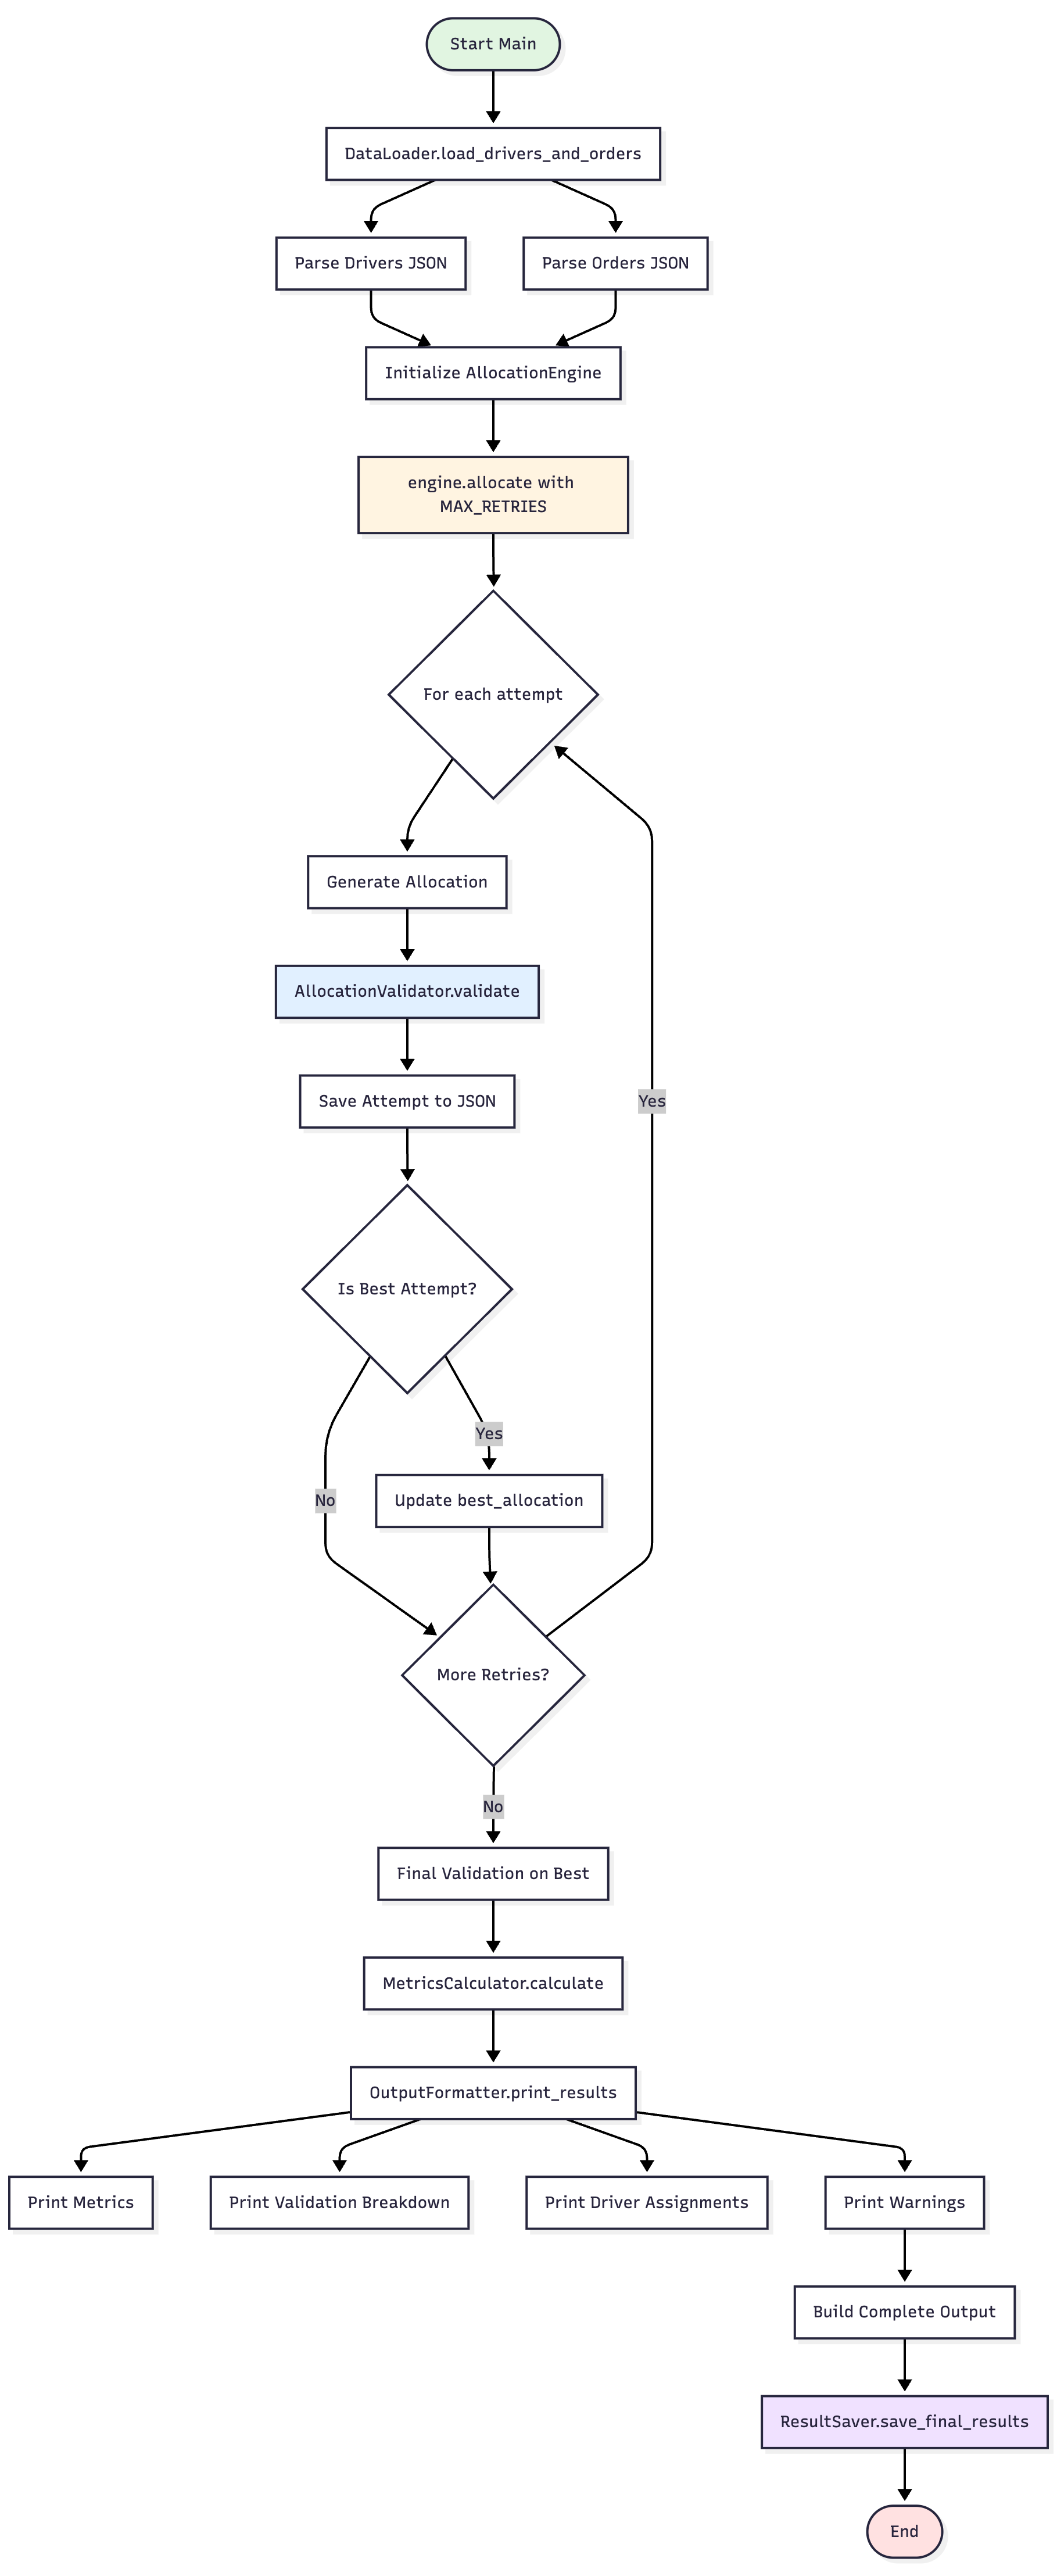 Start Main
DataLoader.load_drivers_and_orders
Parse Drivers JSON
Parse Orders JSON
Initialize AllocationEngine
engine.allocate with
MAX_RETRIES
For each attempt
Generate Allocation
AllocationValidator.validate
Save Attempt to JSON
Yes
Is Best Attempt?
Yes
No
Update best_allocation
More Retries?
No
Final Validation on Best
MetricsCalculator.calculate
OutputFormatter.print_results
Print Metrics
Print Validation Breakdown
Print Driver Assignments
Print Warnings
Build Complete Output
ResultSaver.save_final_results
End